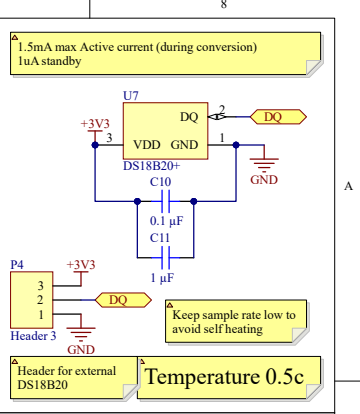 8
1.5mA max Active current (during conversion)
1uA standby
U7
DQ
2
DQ
+3V3
3
VDD
GND
1
DS18B20+
GND
A
C10
0.1 µF
C11
1 µF
P4
+3V3
3
2
1
DQ
Header 3
GND
Keep sample rate low to
avoid self heating
Header for external
DS18B20
Temperature 0.5c